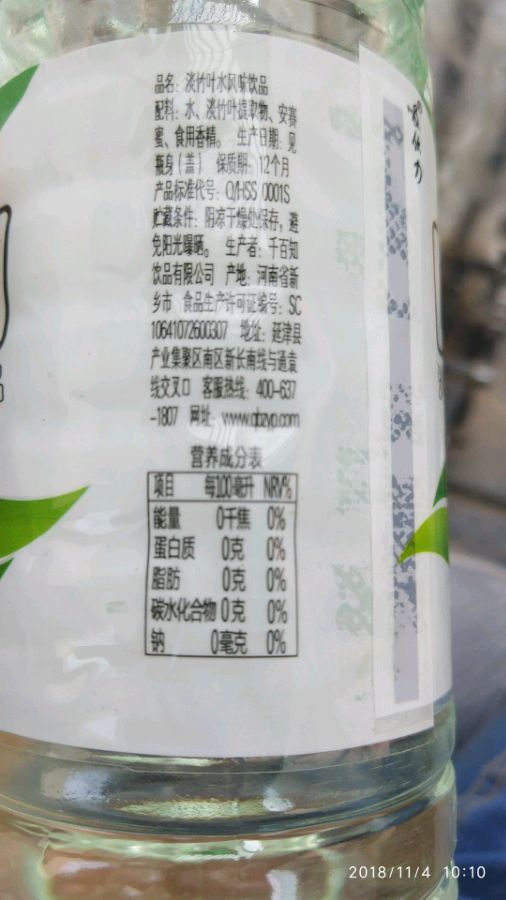 品名：淡竹叶水风味饮品
配料：水、淡竹叶提取物、安赛
蜜、食用香精。 生产日期：见
瓶身（盖） 保质期：12个月
产品标准代号：Q/HSS 0001S
贮藏条件：阴凉干燥处保存，避
免阳光曝晒。 生产者：千百知
饮品有限公司 产地：河南省新
乡市 食品生产许可证编号：SC
10641072600307 地址：延津县
产业集聚区南区新长南线与通袁
线交叉口 客服热线：400-637
-1807 网址：www.qbzyp.com
营养成分表
项目 每100毫升 NRV%
能量 0千焦 0%
蛋白质 0克 0%
脂肪 0克 0%
碳水化合物 0克 0%
钠 0毫克 0%
2018/11/4 10:10